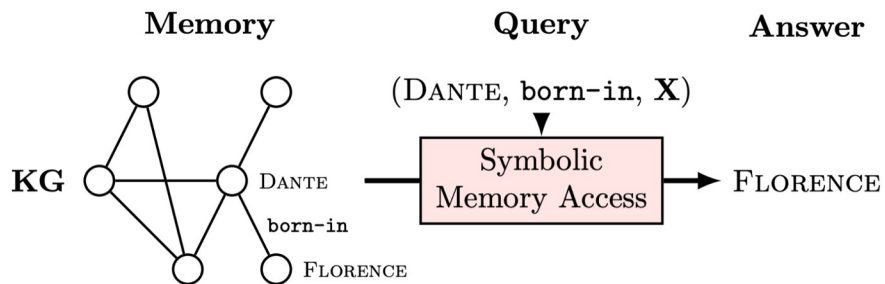 Memory
Query
Answer
KG
DANTE
born-in
FLORENCE
(DANTE, born-in, X)
Symbolic
Memory Access
FLORENCE